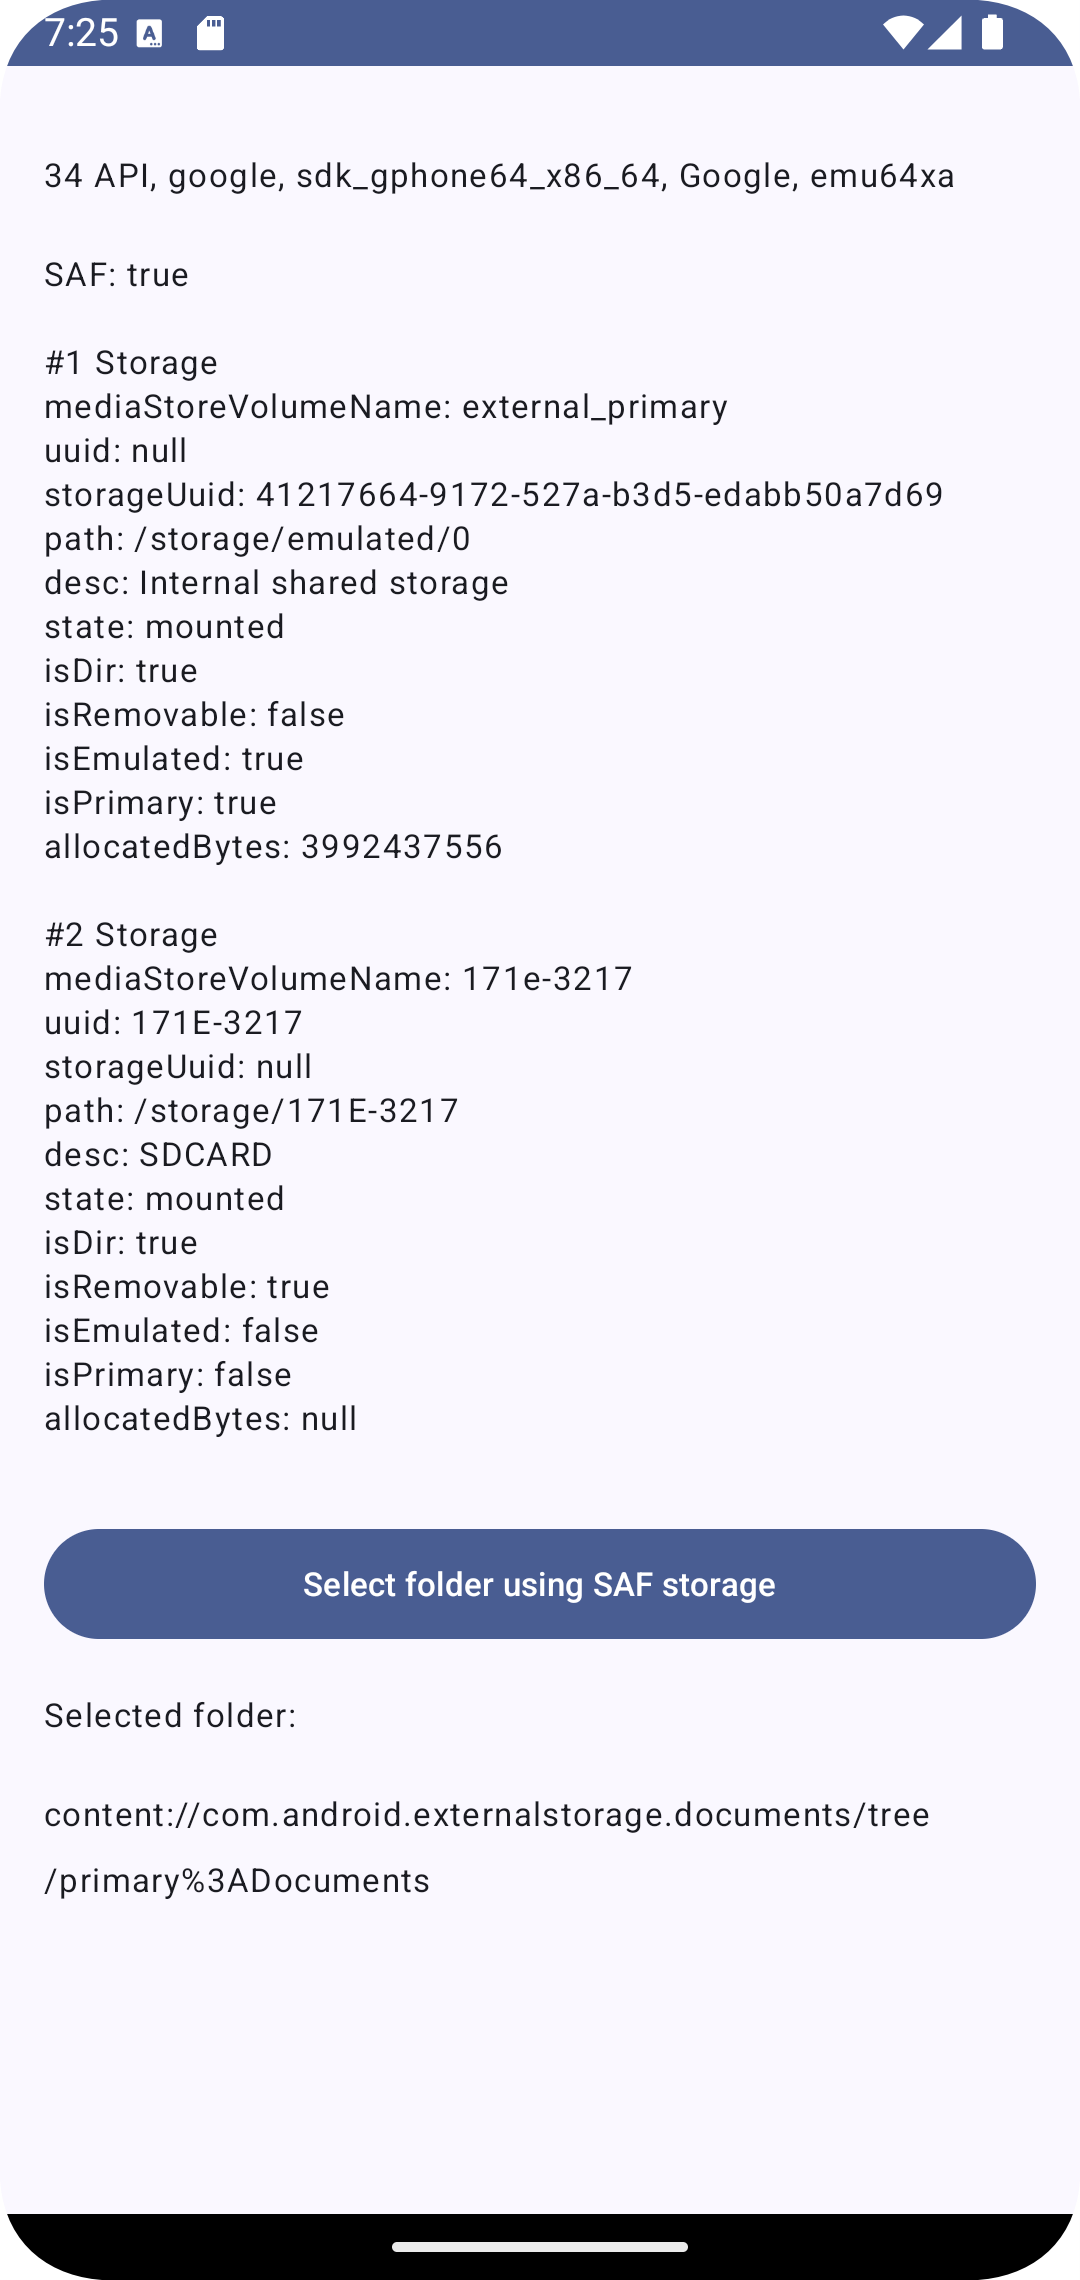 7:25
34 API, google, sdk_gphone64_x86_64, Google, emu64xa
SAF: true
#1 Storage
mediaStoreVolumeName: external_primary
uuid: null
storageUuid: 41217664-9172-527a-b3d5-edabb50a7d69
path: /storage/emulated/0
desc: Internal shared storage
state: mounted
isDir: true
isRemovable: false
isEmulated: true
isPrimary: true
allocatedBytes: 3992437556
#2 Storage
mediaStoreVolumeName: 171e-3217
uuid: 171E-3217
storageUuid: null
path: /storage/171E-3217
desc: SDCARD
state: mounted
isDir: true
isRemovable: true
isEmulated: false
isPrimary: false
allocatedBytes: null
Select folder using SAF storage
Selected folder:
content://com.android.externalstorage.documents/tree
/primary%3ADocuments